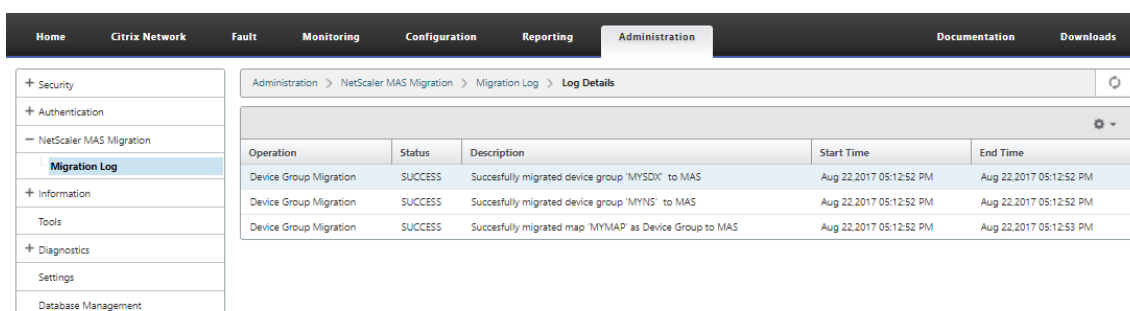 Home Citrix Network Fault Monitoring Configuration Reporting Administration Documentation Downloads
Security
Authentication
NetScaler MAS Migration
Migration Log
Information
Tools
Diagnostics
Settings
Database Management
Administration > NetScaler MAS Migration > Migration Log > Log Details
Operation Status Description Start Time End Time
Device Group Migration SUCCESS Succesfully migrated device group 'MYSDX' to MAS Aug 22,2017 05:12:52 PM Aug 22,2017 05:12:52 PM
Device Group Migration SUCCESS Succesfully migrated device group 'MYNS' to MAS Aug 22,2017 05:12:52 PM Aug 22,2017 05:12:52 PM
Device Group Migration SUCCESS Succesfully migrated map 'MYMAP' as Device Group to MAS Aug 22,2017 05:12:52 PM Aug 22,2017 05:12:53 PM